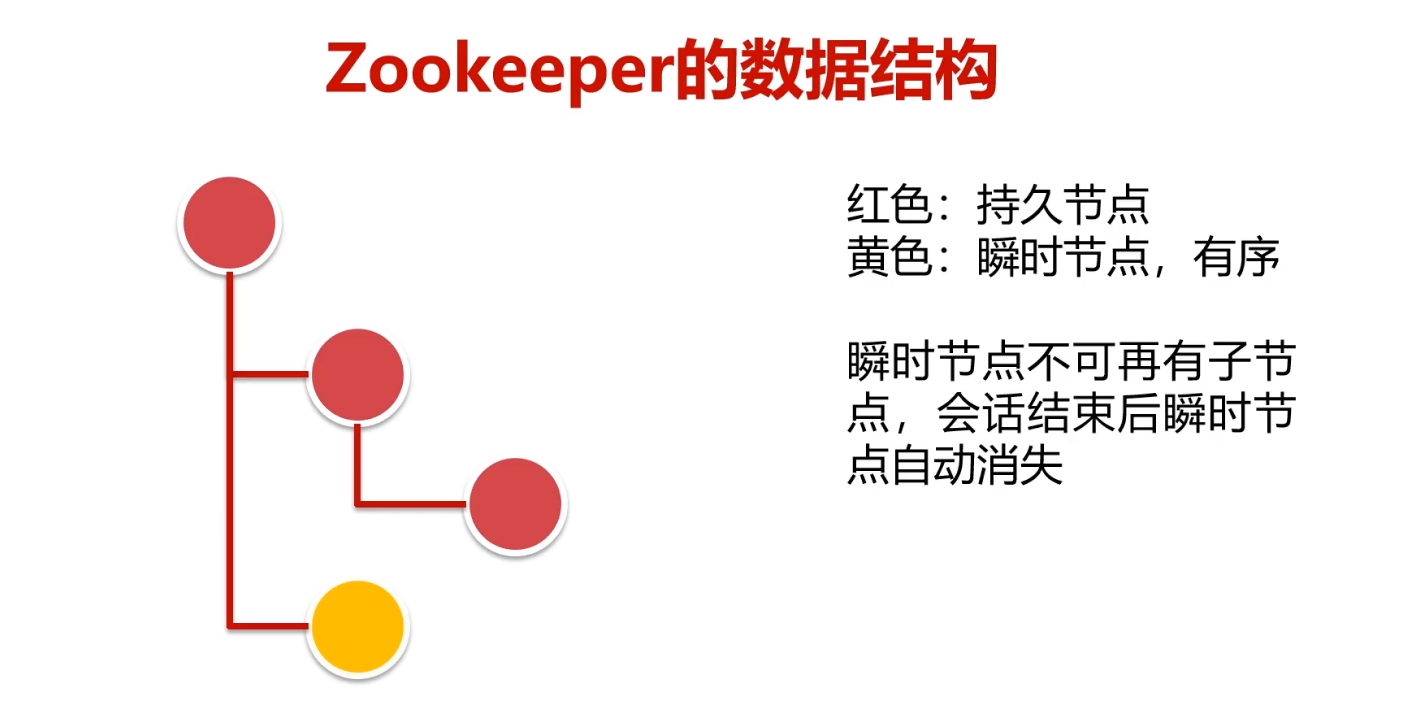 Zookeeper的数据结构
红色：持久节点
黄色：瞬时节点，有序
瞬时节点不可再有子节
点，会话结束后瞬时节
点自动消失